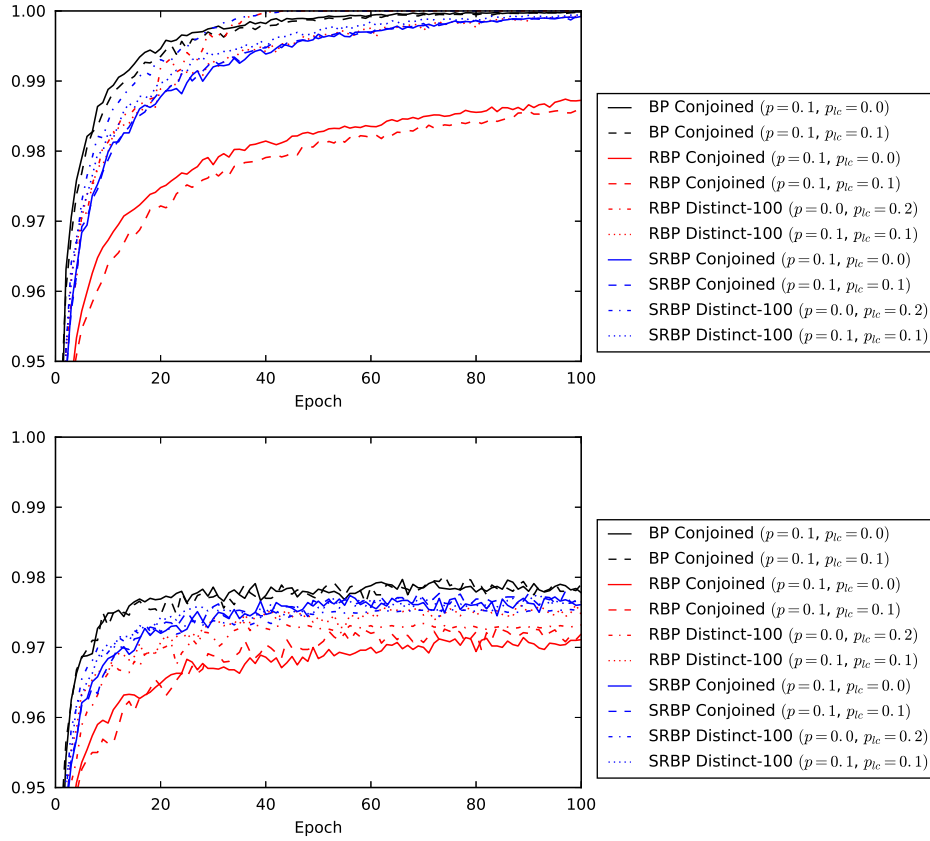 1.00
0.99
0.98
0.97
0.96
0.95
0 20 40 60 80 100
Epoch
BP Conjoined (p=0.1, p_lc=0.0)
BP Conjoined (p=0.1, p_lc=0.1)
RBP Conjoined (p=0.1, p_lc=0.0)
RBP Conjoined (p=0.1, p_lc=0.1)
RBP Distinct-100 (p=0.0, p_lc=0.2)
RBP Distinct-100 (p=0.1, p_lc=0.1)
SRBP Conjoined (p=0.1, p_lc=0.0)
SRBP Conjoined (p=0.1, p_lc=0.1)
SRBP Distinct-100 (p=0.0, p_lc=0.2)
SRBP Distinct-100 (p=0.1, p_lc=0.1)
1.00
0.99
0.98
0.97
0.96
0.95
0 20 40 60 80 100
Epoch
BP Conjoined (p=0.1, p_lc=0.0)
BP Conjoined (p=0.1, p_lc=0.1)
RBP Conjoined (p=0.1, p_lc=0.0)
RBP Conjoined (p=0.1, p_lc=0.1)
RBP Distinct-100 (p=0.0, p_lc=0.2)
RBP Distinct-100 (p=0.1, p_lc=0.1)
SRBP Conjoined (p=0.1, p_lc=0.0)
SRBP Conjoined (p=0.1, p_lc=0.1)
SRBP Distinct-100 (p=0.0, p_lc=0.2)
SRBP Distinct-100 (p=0.1, p_lc=0.1)